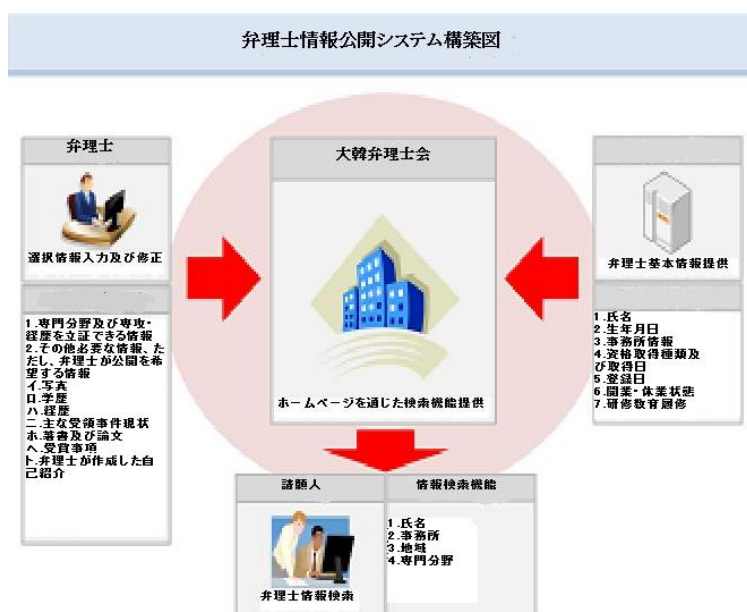 弁理士情報公開システム構築図
弁理士
選択情報入力及び修正
1.専門分野及び専攻・
経歴を立証できる情報
2.その他必要な情報、た
だし、弁理士が公開を希
望する情報
イ.写真
ロ.学歴
ハ.経歴
ニ.主な受領事件現状
ホ.著書及び論文
ヘ.受賞事項
ト.弁理士が作成した自
己紹介
大韓弁理士会
ホームページを通じた検索機能提供
弁理士基本情報提供
1.氏名
2.生年月日
3.事務所情報
4.資格取得種類及
び取得日
5.登録日
6.開業・休業状態
7.研修教育履修
請願人
弁理士情報検索
情報検索機能
1.氏名
2.事務所
3.地域
4.専門分野